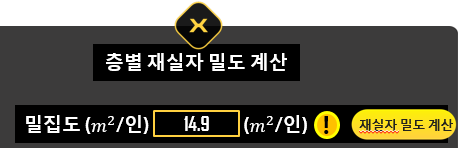 X
층별 재실자 밀도 계산
밀집도 (m²/인) 14.9 (m²/인) ! 재실자 밀도 계산